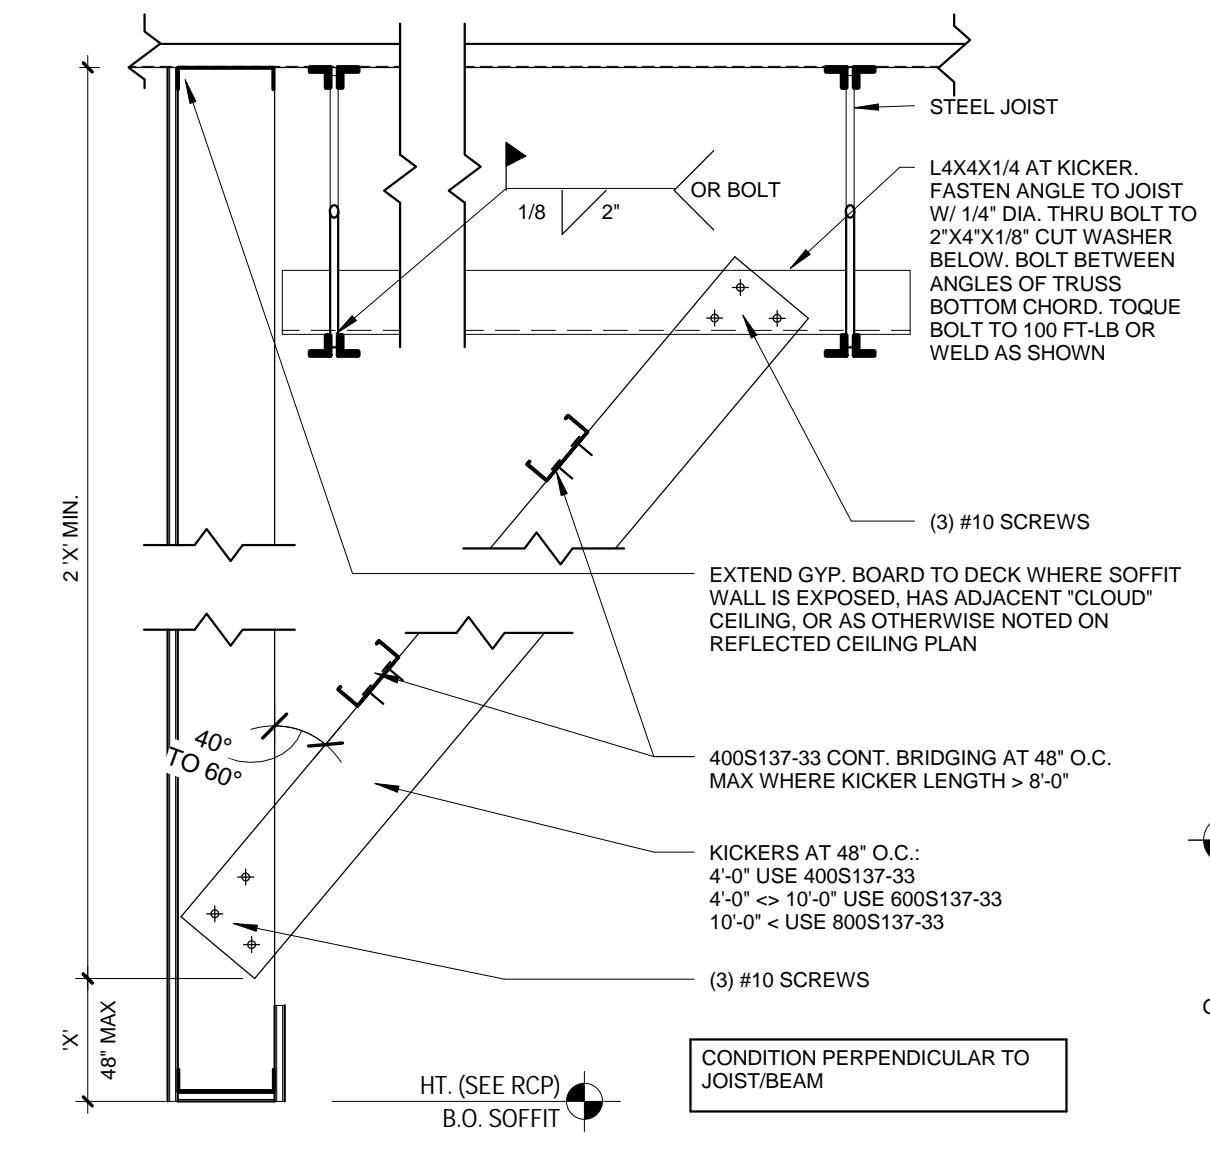 STEEL JOIST
L4X4X1/4 AT KICKER.
FASTEN ANGLE TO JOIST
W/ 1/4" DIA. THRU BOLT TO
2"X4"X1/8" CUT WASHER
BELOW. BOLT BETWEEN
ANGLES OF TRUSS
BOTTOM CHORD. TOQUE
BOLT TO 100 FT-LB OR
WELD AS SHOWN
OR BOLT
1/8 2"
(3) #10 SCREWS
2 'X' MIN.
EXTEND GYP. BOARD TO DECK WHERE SOFFIT
WALL IS EXPOSED, HAS ADJACENT "CLOUD"
CEILING, OR AS OTHERWISE NOTED ON
REFLECTED CEILING PLAN
40°
TO 60°
400S137-33 CONT. BRIDGING AT 48" O.C.
MAX WHERE KICKER LENGTH > 8'-0"
KICKERS AT 48" O.C.:
4'-0" USE 400S137-33
4'-0" <> 10'-0" USE 600S137-33
10'-0" < USE 800S137-33
(3) #10 SCREWS
'X'
48" MAX
HT. (SEE RCP)
B.O. SOFFIT
CONDITION PERPENDICULAR TO
JOIST/BEAM